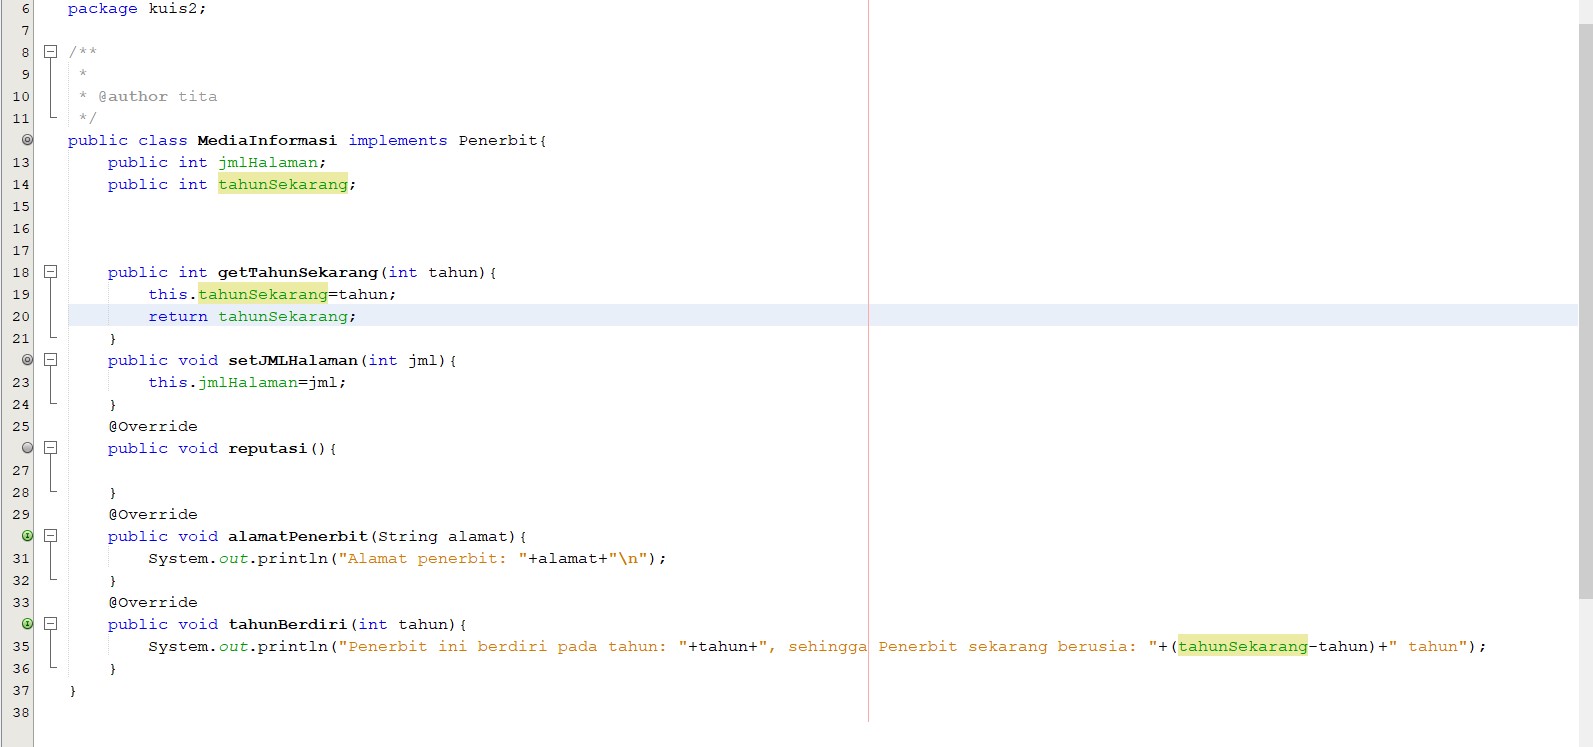 6 package kuis2;
7
8 /**
9 *
10 * @author tita
11 */
public class MediaInformasi implements Penerbit{
13 public int jmlHalaman;
14 public int tahunSekarang;
15
16
17
18 public int getTahunSekarang(int tahun){
19 this.tahunSekarang=tahun;
20 return tahunSekarang;
21 }
public void setJMLHalaman(int jml){
23 this.jmlHalaman=jml;
24 }
25 @Override
public void reputasi(){
27
28 }
29 @Override
public void alamatPenerbit(String alamat){
31 System.out.println("Alamat penerbit: "+alamat+"\n");
32 }
33 @Override
public void tahunBerdiri(int tahun){
35 System.out.println("Penerbit ini berdiri pada tahun: "+tahun+", sehingga Penerbit sekarang berusia: "+(tahunSekarang-tahun)+" tahun");
36 }
37 }
38